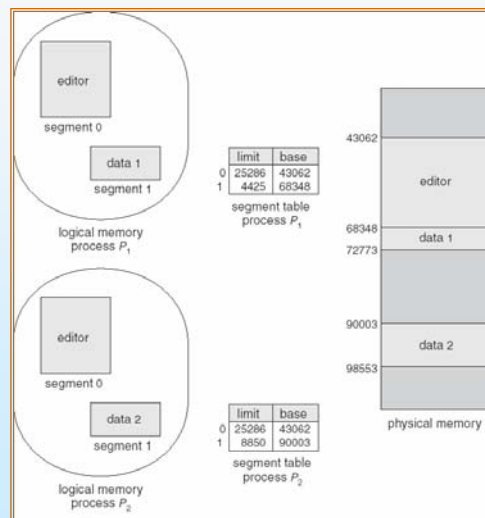 editor
segment 0
data 1
segment 1
logical memory
process P1
limit base
0 25286 43062
1 4425 68348
segment table
process P1
editor
segment 0
data 2
segment 1
logical memory
process P2
limit base
0 25286 43062
1 8850 90003
segment table
process P2
43062
editor
68348
data 1
72773
90003
data 2
98553
physical memory